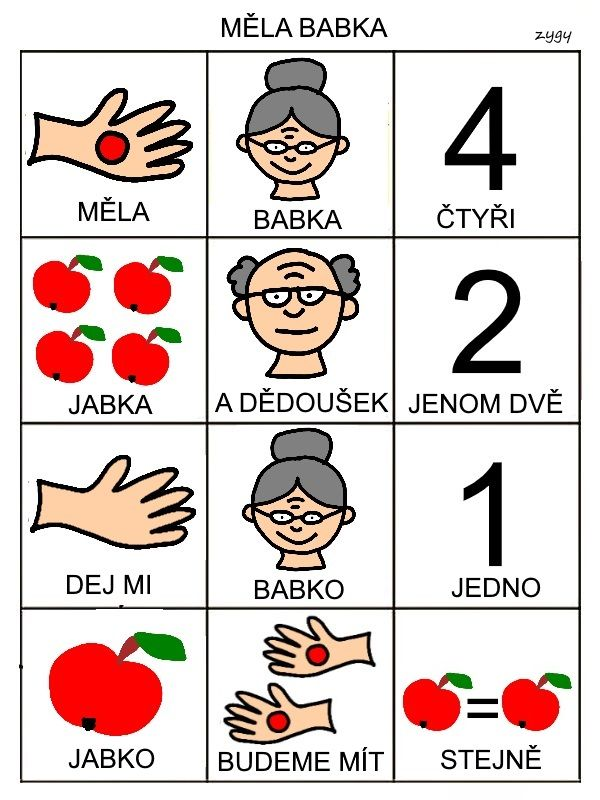 MĚLA BABKA
zygy
MĚLA
BABKA
4
ČTYŘI
JABKA
A DĚDOUŠEK
2
JENOM DVĚ
DEJ MI
BABKO
1
JEDNO
JABKO
BUDEME MÍT
=
STEJNĚ